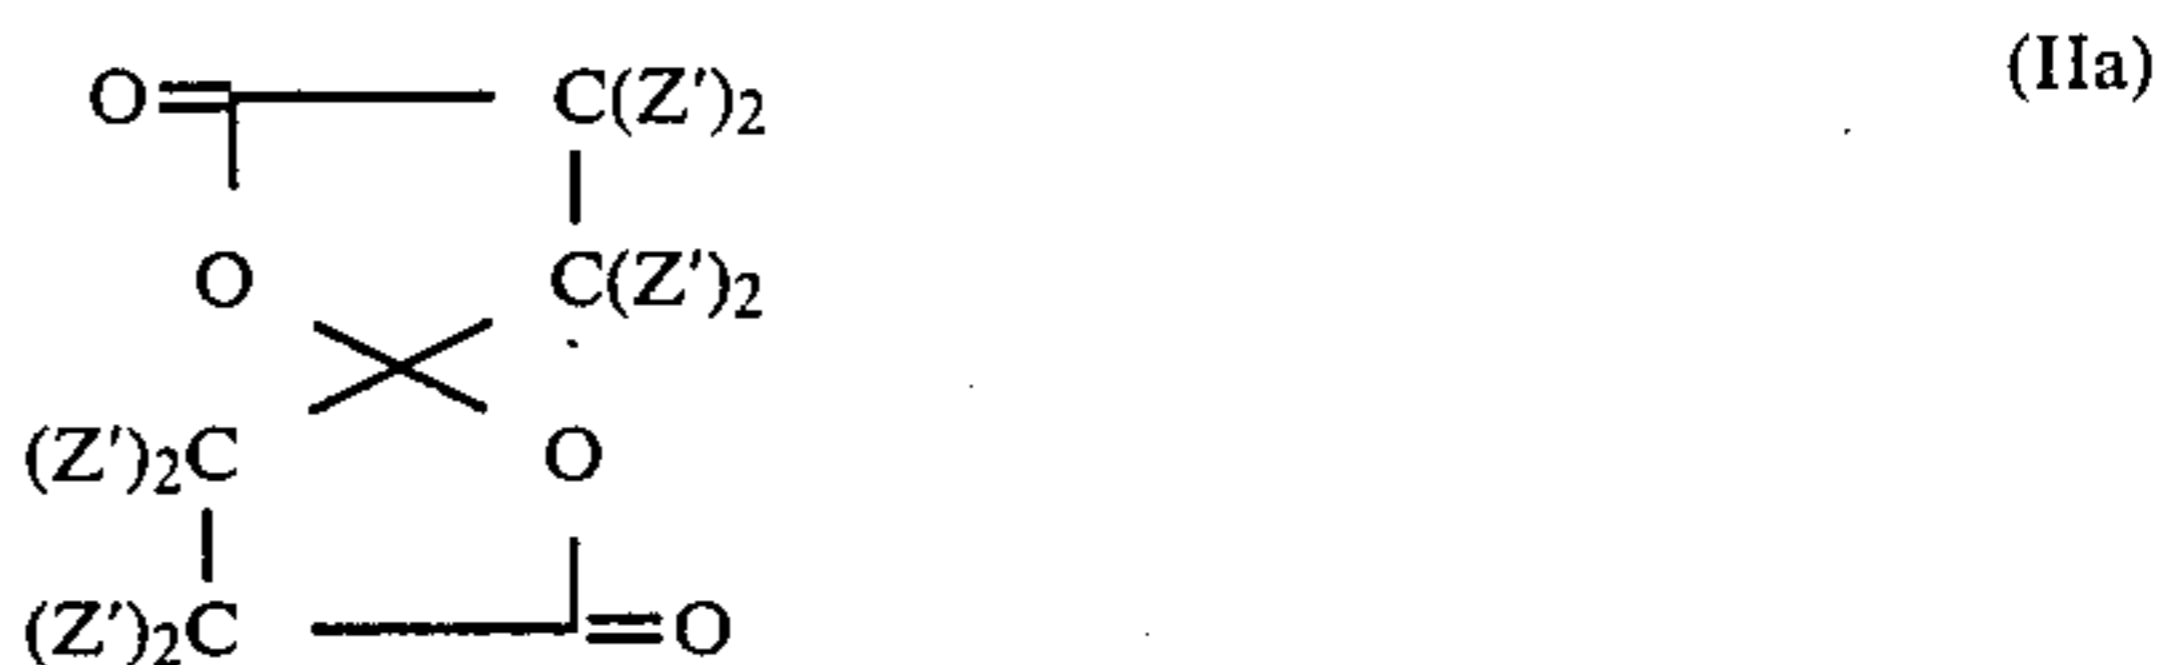 O= C(Z')₂ (IIa)
O C(Z')₂
(Z')₂C O
(Z')₂C =O